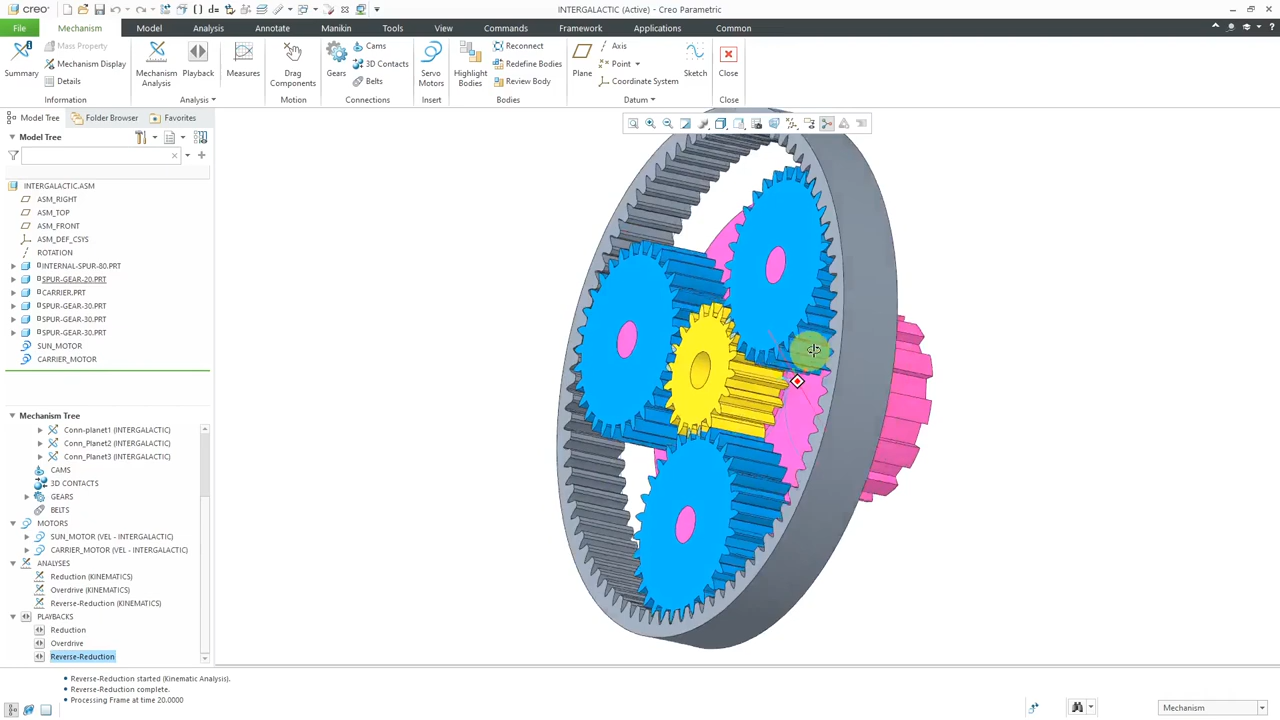 creo
INTERGALACTIC (Active) - Creo Parametric
File Mechanism Model Analysis Annotate Manikin Tools View Framework Applications Commands Common
Summary
Mass Property
Mechanism Display
Details
Information
Mechanism Analysis
Playback
Measures
Analysis
Drag Components
Motion
Gears
Cams
3D Contacts
Belts
Connections
Servo Motors
Insert
Highlight Bodies
Reconnect
Redefine Bodies
Review Body
Bodies
Plane
Axis
Point
Coordinate System
Sketch
Datum
Close
Close
Model Tree Folder Browser Favorites
Model Tree
INTERGALACTIC.ASM
ASM_RIGHT
ASM_TOP
ASM_FRONT
ASM_DEF_CSYS
ROTATION
INTERNAL-SPUR-80.PRT
SPUR-GEAR-20.PRT
CARRIER.PRT
SPUR-GEAR-30.PRT
SPUR-GEAR-30.PRT
SPUR-GEAR-30.PRT
SUN_MOTOR
CARRIER_MOTOR
Mechanism Tree
Conn-planet1 (INTERGALACTIC)
Conn_Planet2 (INTERGALACTIC)
Conn_Planet3 (INTERGALACTIC)
CAMS
3D CONTACTS
GEARS
BELTS
MOTORS
SUN_MOTOR (VEL - INTERGALACTIC)
CARRIER_MOTOR (VEL - INTERGALACTIC)
ANALYSES
Reduction (KINEMATICS)
Overdrive (KINEMATICS)
Reverse-Reduction (KINEMATICS)
PLAYBACKS
Reduction
Overdrive
Reverse-Reduction
Reverse-Reduction started (Kinematic Analysis).
Reverse-Reduction complete.
Processing Frame at time 20.0000
Mechanism